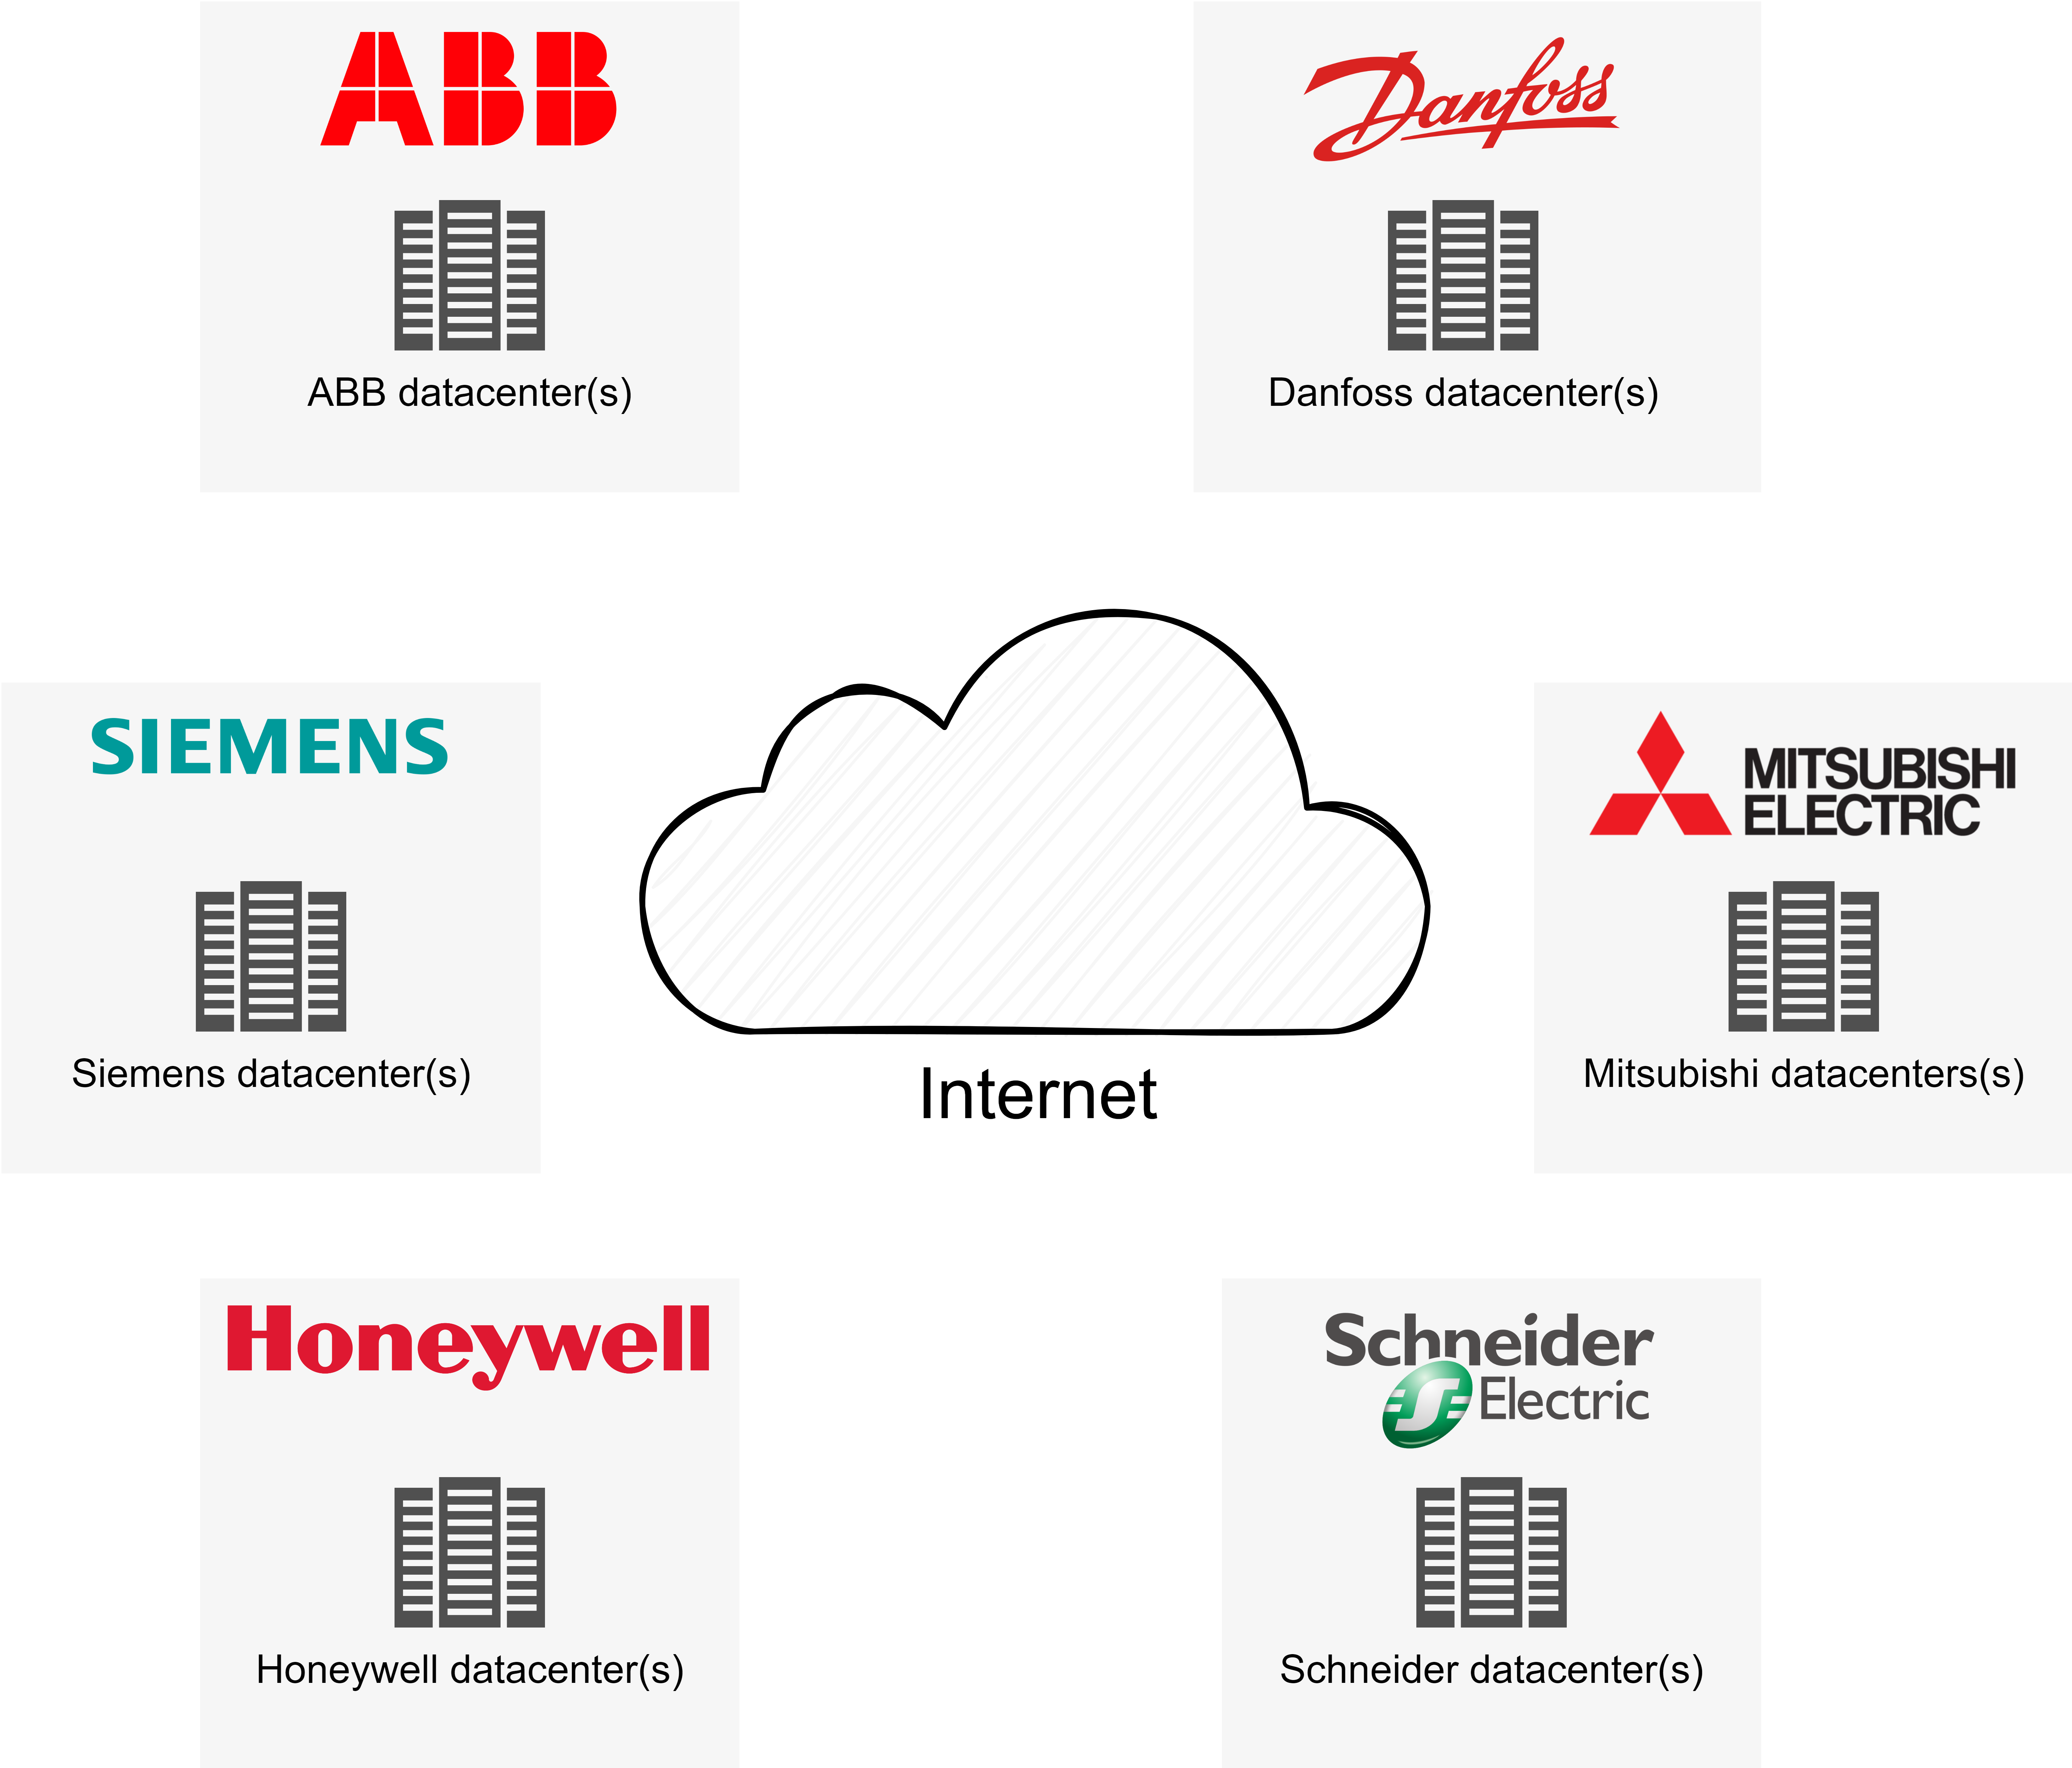 ABB
ABB datacenter(s)
Danfoss
Danfoss datacenter(s)
SIEMENS
Siemens datacenter(s)
Internet
MITSUBISHI
ELECTRIC
Mitsubishi datacenters(s)
Honeywell
Honeywell datacenter(s)
Schneider
Electric
Schneider datacenter(s)